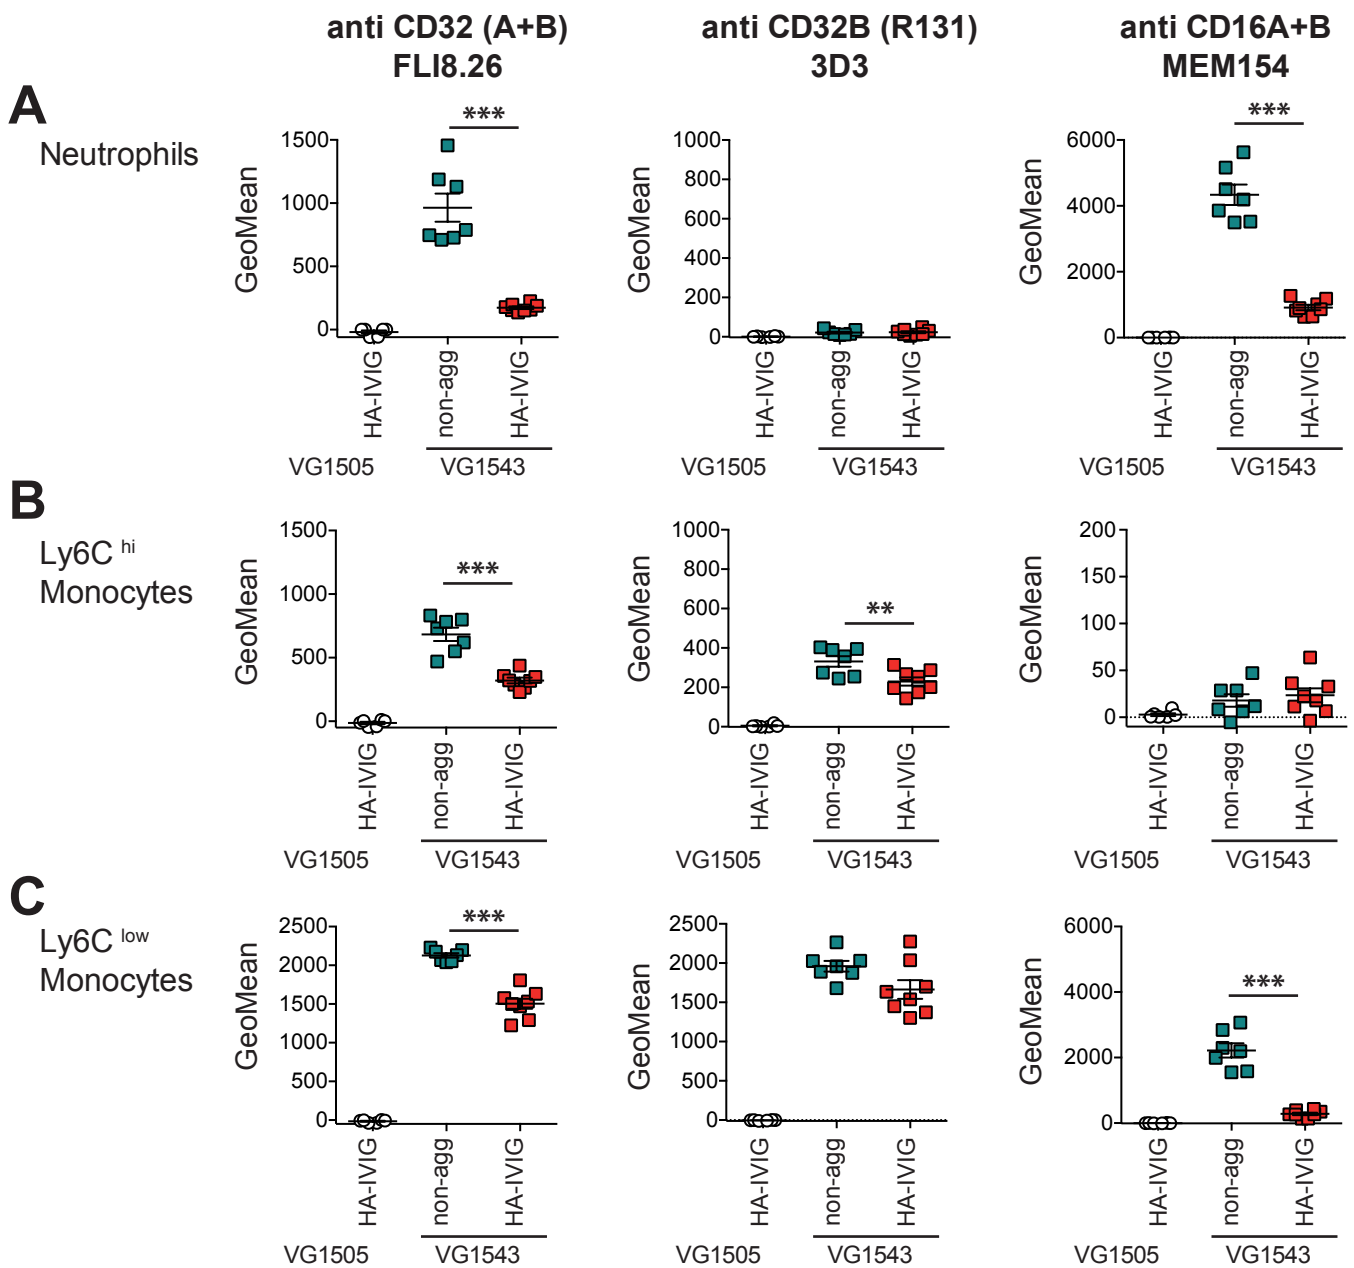 anti CD32 (A+B)
FLI8.26
anti CD32B (R131)
3D3
anti CD16A+B
MEM154
A
Neutrophils
***
GeoMean
1500
1000
500
0
HA-IVIG
non-agg
HA-IVIG
VG1505
VG1543
GeoMean
1000
800
600
400
200
0
HA-IVIG
non-agg
HA-IVIG
VG1505
VG1543
***
GeoMean
6000
4000
2000
0
HA-IVIG
non-agg
HA-IVIG
VG1505
VG1543
B
Ly6C hi
Monocytes
***
GeoMean
1500
1000
500
0
HA-IVIG
non-agg
HA-IVIG
VG1505
VG1543
**
GeoMean
1000
800
600
400
200
0
HA-IVIG
non-agg
HA-IVIG
VG1505
VG1543
GeoMean
200
150
100
50
0
HA-IVIG
non-agg
HA-IVIG
VG1505
VG1543
C
Ly6C low
Monocytes
***
GeoMean
2500
2000
1500
1000
500
0
HA-IVIG
non-agg
HA-IVIG
VG1505
VG1543
GeoMean
2500
2000
1500
1000
500
0
HA-IVIG
non-agg
HA-IVIG
VG1505
VG1543
***
GeoMean
6000
4000
2000
0
HA-IVIG
non-agg
HA-IVIG
VG1505
VG1543